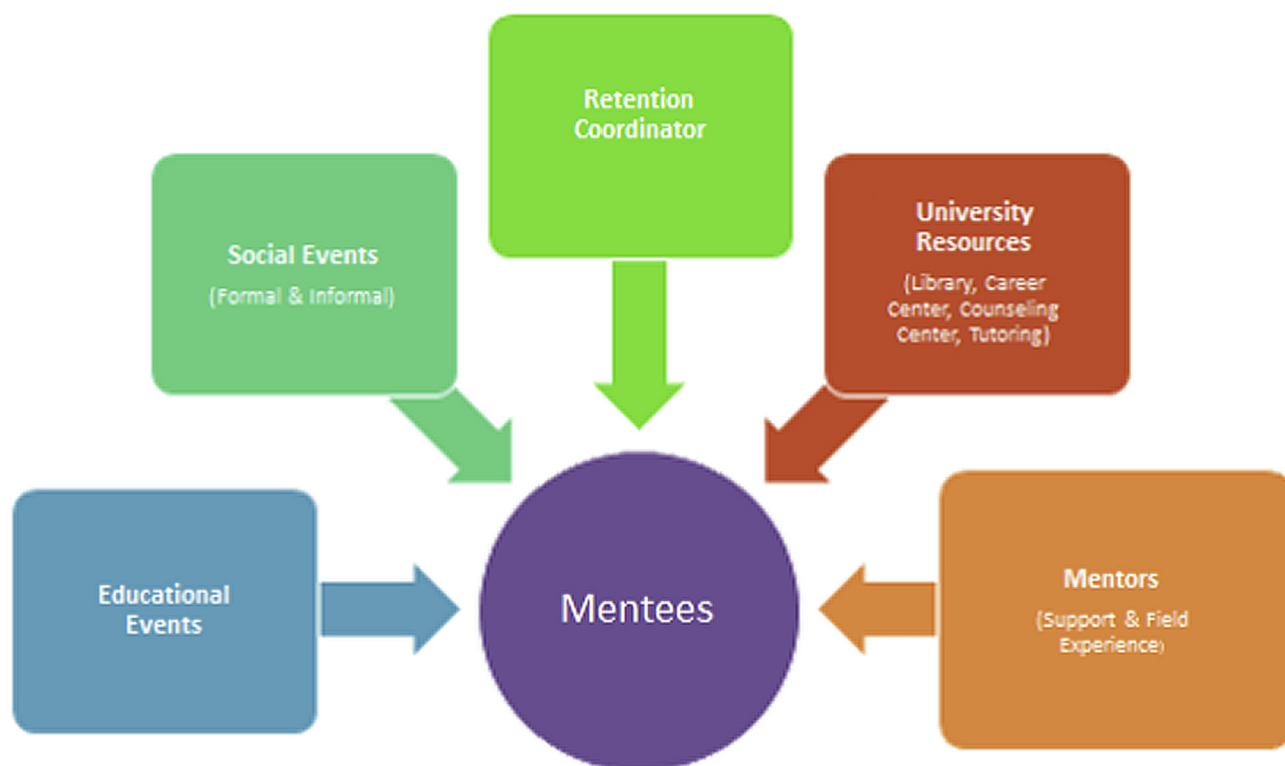 Retention
Coordinator
Social Events
(Formal & Informal)
University
Resources
(Library, Career
Center, Counseling
Center, Tutoring)
Educational
Events
Mentees
Mentors
(Support & Field
Experience)